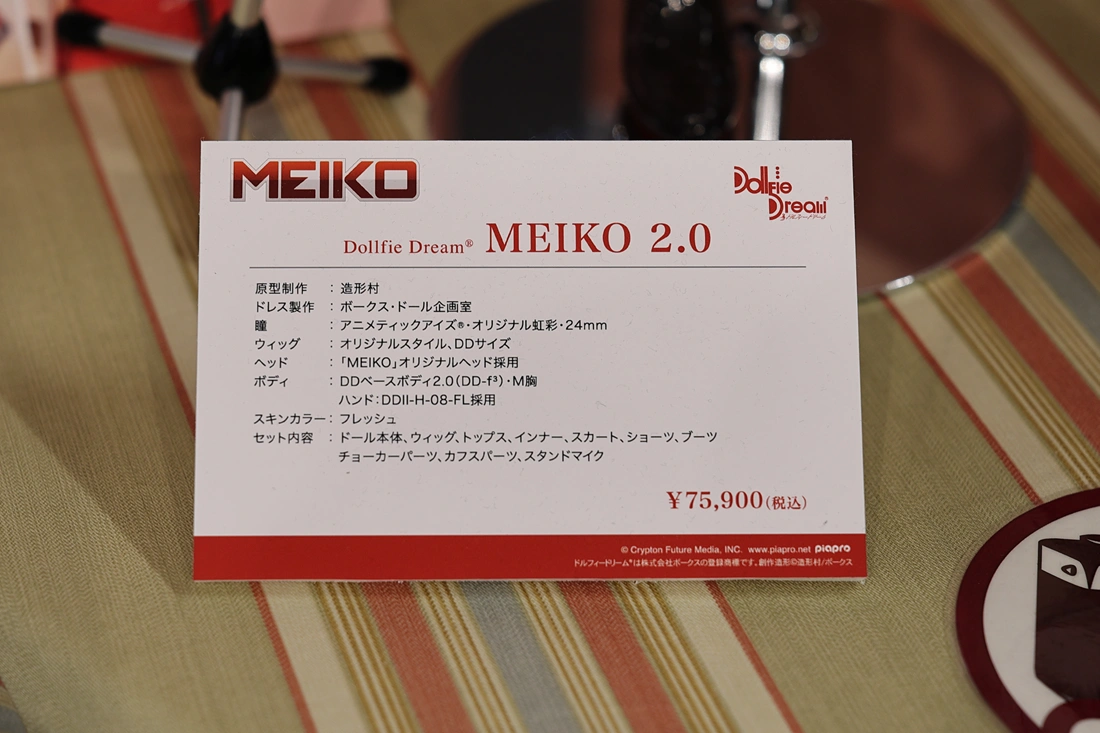 MEIKO
Dollfie Dream®
Dollfie Dream® MEIKO 2.0
原型制作 : 造形村
ドレス製作 : ボークス・ドール企画室
瞳 : アニメティックアイズ®・オリジナル虹彩・24mm
ウィッグ : オリジナルスタイル、DDサイズ
ヘッド : 「MEIKO」オリジナルヘッド採用
ボディ : DDベースボディ2.0(DD-f³)・M胸
ハンド:DDII-H-08-FL採用
スキンカラー : フレッシュ
セット内容 : ドール本体、ウィッグ、トップス、インナー、スカート、ショーツ、ブーツ
チョーカーパーツ、カフスパーツ、スタンドマイク
¥75,900(税込)
© Crypton Future Media, INC. www.piapro.net piapro
ドルフィードリーム®は株式会社ボークスの登録商標です。創作造形©造形村/ボークス